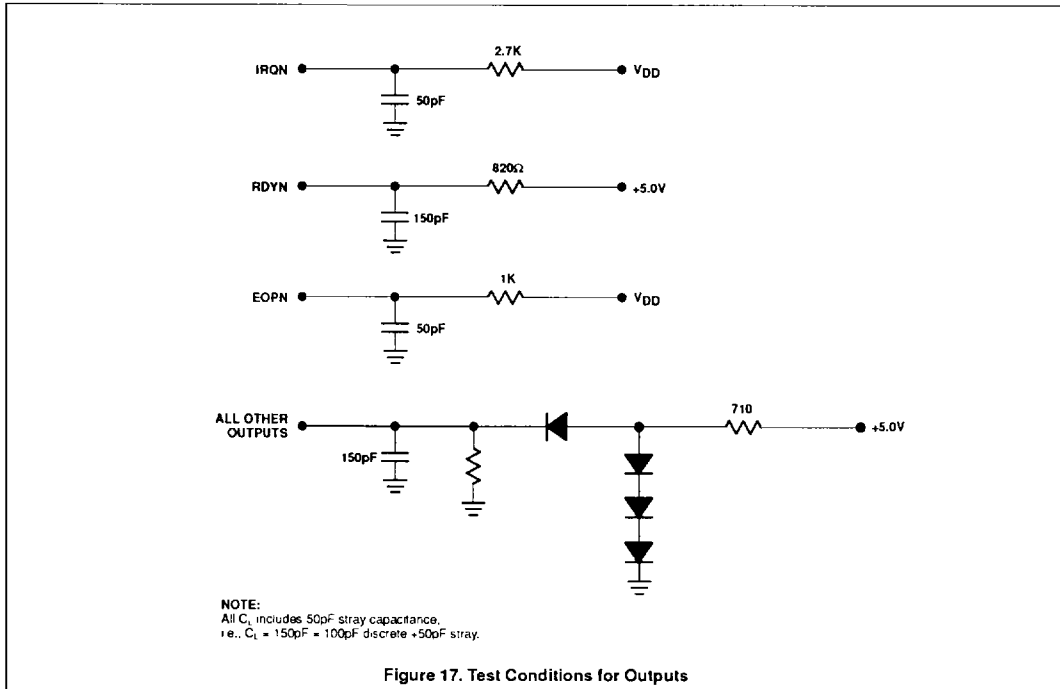 2.7K
IRQN
VDD
50pF
820Ω
RDYN
+5.0V
150pF
1K
EOPN
VDD
50pF
710
ALL OTHER
OUTPUTS
+5.0V
150pF
NOTE:
All CL includes 50pF stray capacitance,
i.e., CL = 150pF = 100pF discrete +50pF stray.
Figure 17. Test Conditions for Outputs